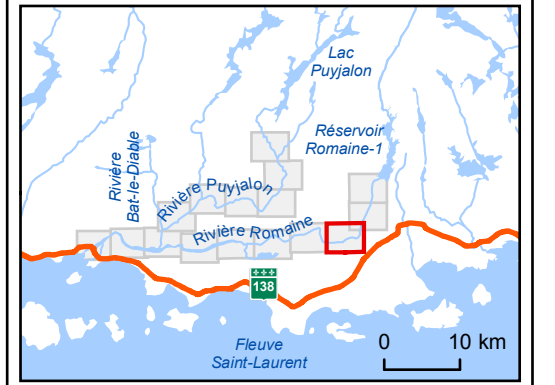 Lac
Puyjalon
Réservoir
Romaine-1
Rivière
Bat-le-Diable
Rivière Puyjalon
Rivière Romaine
138
Fleuve
Saint-Laurent
0 10 km